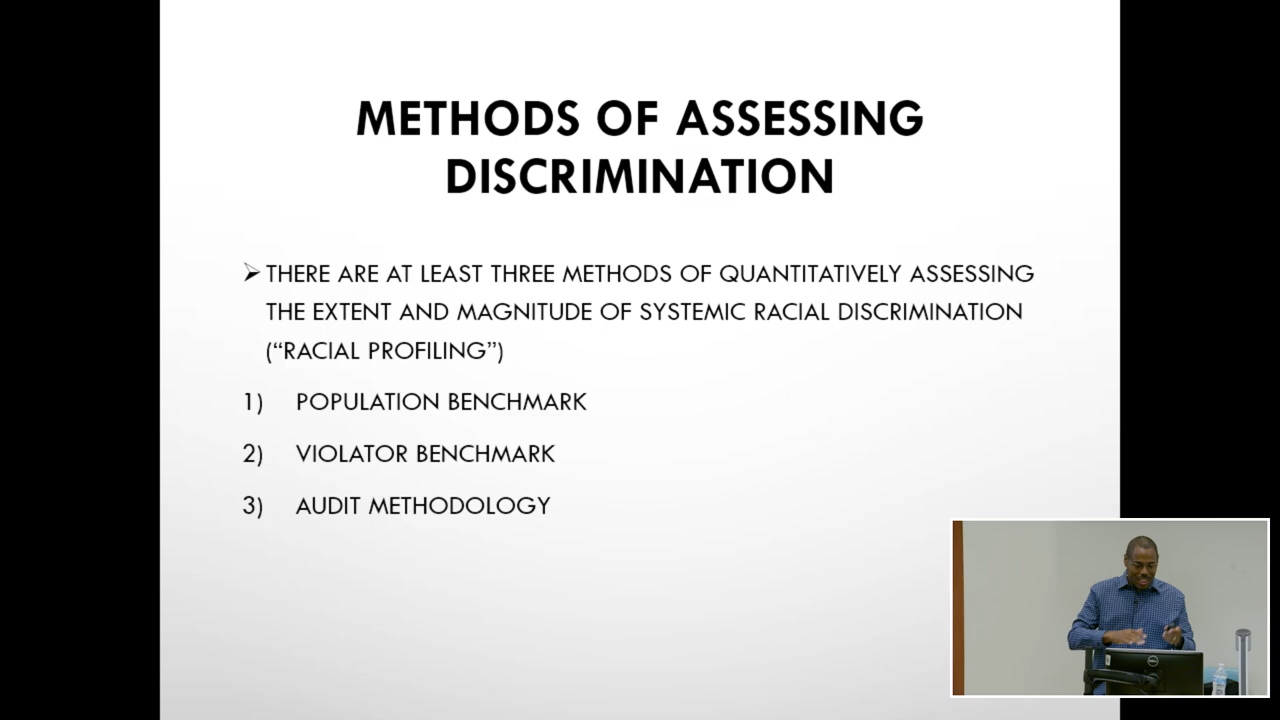 METHODS OF ASSESSING
DISCRIMINATION
THERE ARE AT LEAST THREE METHODS OF QUANTITATIVELY ASSESSING
THE EXTENT AND MAGNITUDE OF SYSTEMIC RACIAL DISCRIMINATION
(“RACIAL PROFILING”)
1) POPULATION BENCHMARK
2) VIOLATOR BENCHMARK
3) AUDIT METHODOLOGY
DELL